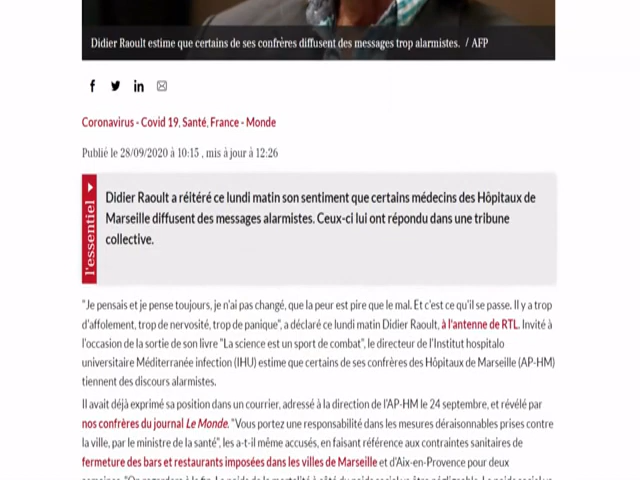 Didier Raoult estime que certains de ses confrères diffusent des messages trop alarmistes. / AFP
Coronavirus - Covid 19, Santé, France - Monde
Publié le 28/09/2020 à 10:15 , mis à jour à 12:26
l'essentiel
Didier Raoult a réitéré ce lundi matin son sentiment que certains médecins des Hôpitaux de
Marseille diffusent des messages alarmistes. Ceux-ci lui ont répondu dans une tribune
collective.
"Je pensais et je pense toujours, je n'ai pas changé, que la peur est pire que le mal. Et c'est ce qu'il se passe. Il y a trop
d'affolement, trop de nervosité, trop de panique", a déclaré ce lundi matin Didier Raoult, à l'antenne de RTL. Invité à
l'occasion de la sortie de son livre "La science est un sport de combat", le directeur de l'Institut hospitalo
universitaire Méditerranée infection (IHU) estime que certains de ses confrères des Hôpitaux de Marseille (AP-HM)
tiennent des discours alarmistes.
Il avait déjà exprimé sa position dans un courrier, adressé à la direction de l'AP-HM le 24 septembre, et révélé par
nos confrères du journal Le Monde. "Vous portez une responsabilité dans les mesures déraisonnables prises contre
la ville, par le ministre de la santé", les a-t-il même accusés, en faisant référence aux contraintes sanitaires de
fermeture des bars et restaurants imposées dans les villes de Marseille et d'Aix-en-Provence pour deux